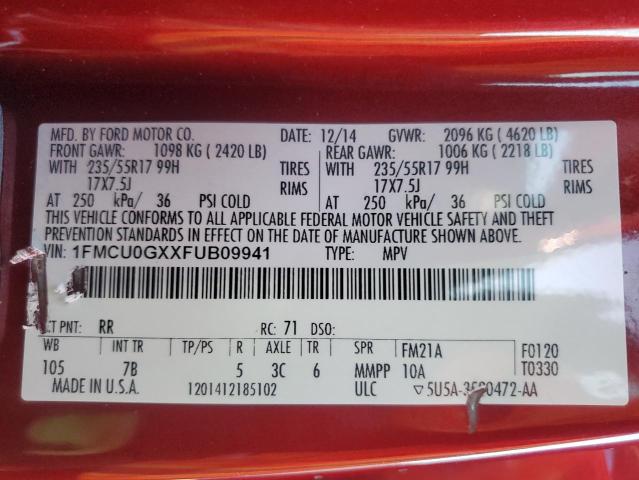 MFD. BY FORD MOTOR CO. DATE: 12/14 GVWR: 2096 KG ( 4620 LB)
FRONT GAWR: 1098 KG ( 2420 LB) REAR GAWR: 1006 KG ( 2218 LB)
WITH 235/55R17 99H TIRES WITH 235/55R17 99H TIRES
17X7.5J RIMS 17X7.5J RIMS
AT 250 kPa/ 36 PSI COLD AT 250 kPa/ 36 PSI COLD
THIS VEHICLE CONFORMS TO ALL APPLICABLE FEDERAL MOTOR VEHICLE SAFETY AND THEFT
PREVENTION STANDARDS IN EFFECT ON THE DATE OF MANUFACTURE SHOWN ABOVE.
VIN: 1FMCU0GXXFUB09941 TYPE: MPV
PNT: RR RC: 71 DSO:
WB INT TR TP/PS R AXLE TR SPR FM21A F0120
105 7B 5 3C 6 MMPP 10A T0330
MADE IN U.S.A. 1201412185102 ULC ▽5U5A-